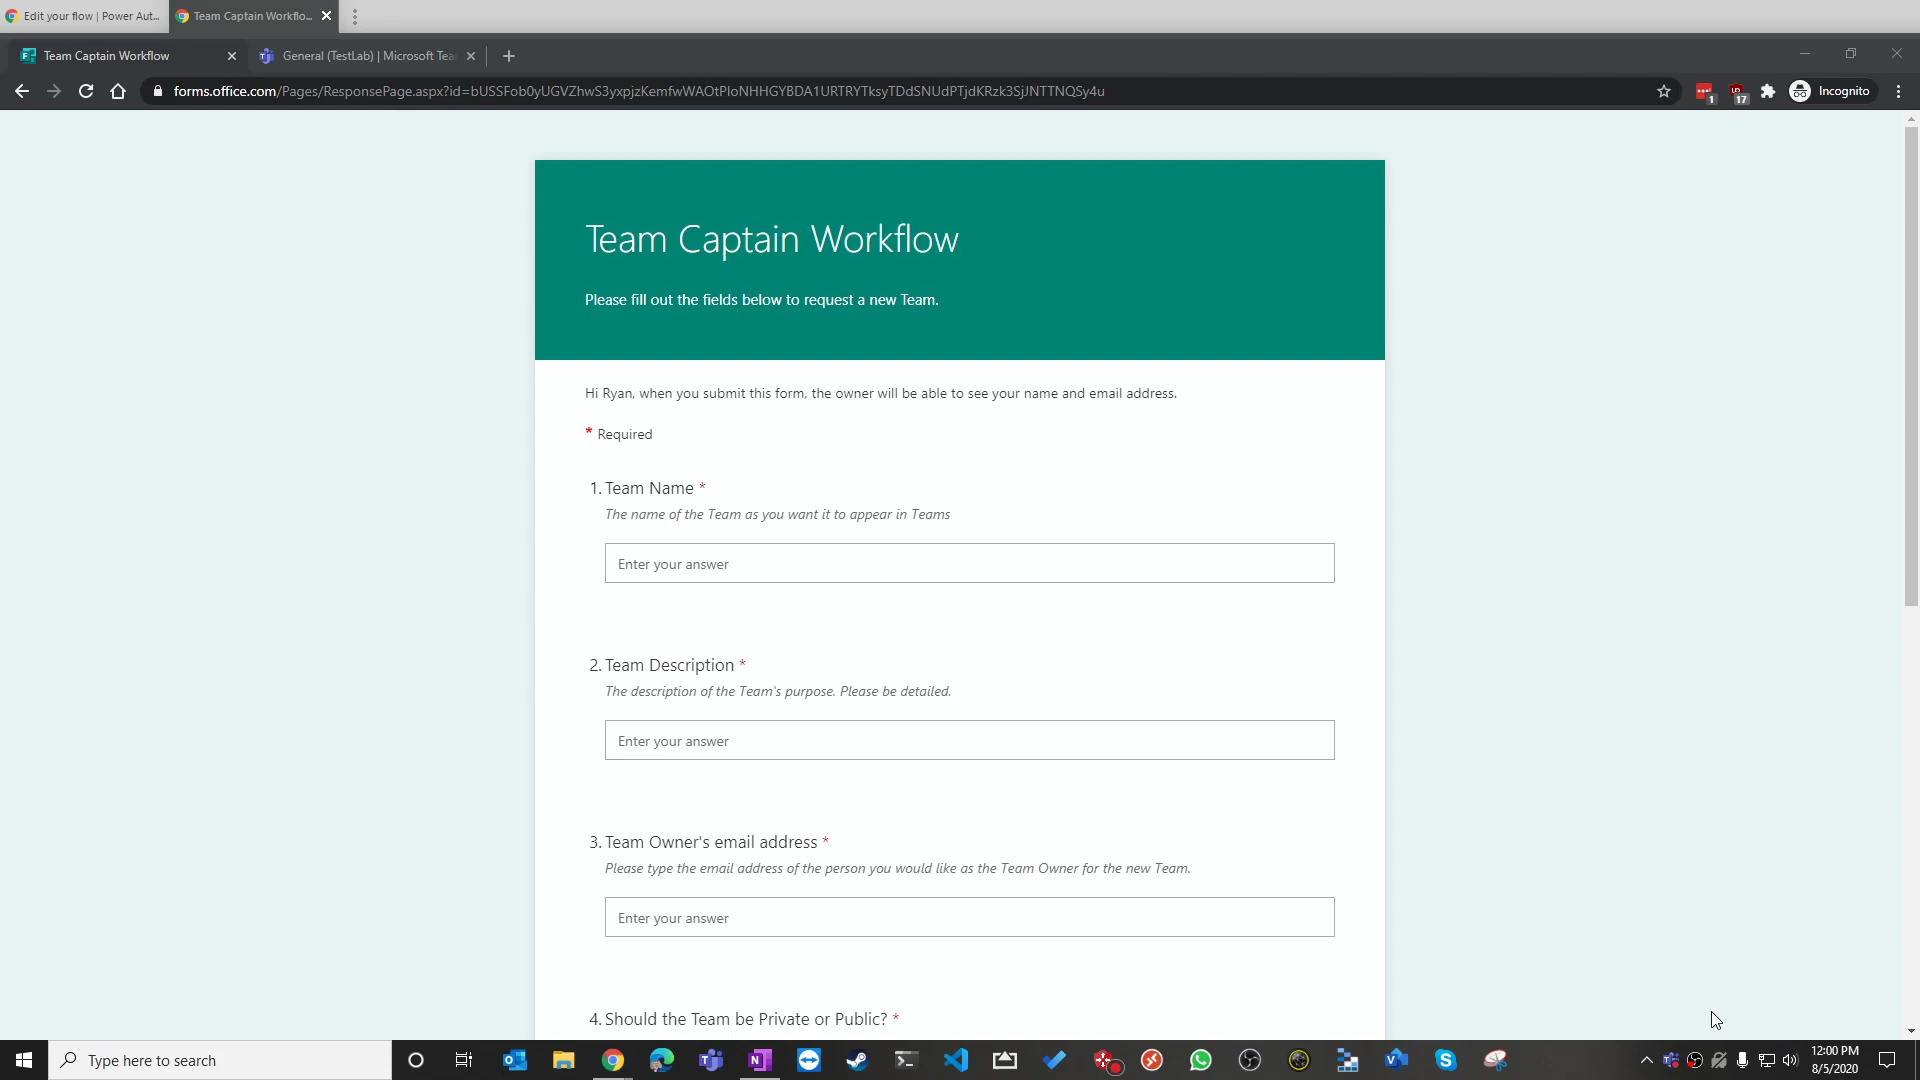 Edit your flow | Power Aut...
Team Captain Workflo...
Team Captain Workflow
General (TestLab) | Microsoft Tea
forms.office.com/Pages/ResponsePage.aspx?id=bUSSFob0yUGVZhwS3yxpjzKemfwWAOtPloNHHGYBDA1URTRYTksyTDdSNUdPTjdKRzk3SjJNTTNQSy4u
1
17
Incognito
Team Captain Workflow
Please fill out the fields below to request a new Team.
Hi Ryan, when you submit this form, the owner will be able to see your name and email address.
* Required
1. Team Name *
The name of the Team as you want it to appear in Teams
Enter your answer
2. Team Description *
The description of the Team's purpose. Please be detailed.
Enter your answer
3. Team Owner's email address *
Please type the email address of the person you would like as the Team Owner for the new Team.
Enter your answer
4. Should the Team be Private or Public? *
Type here to search
12:00 PM
8/5/2020